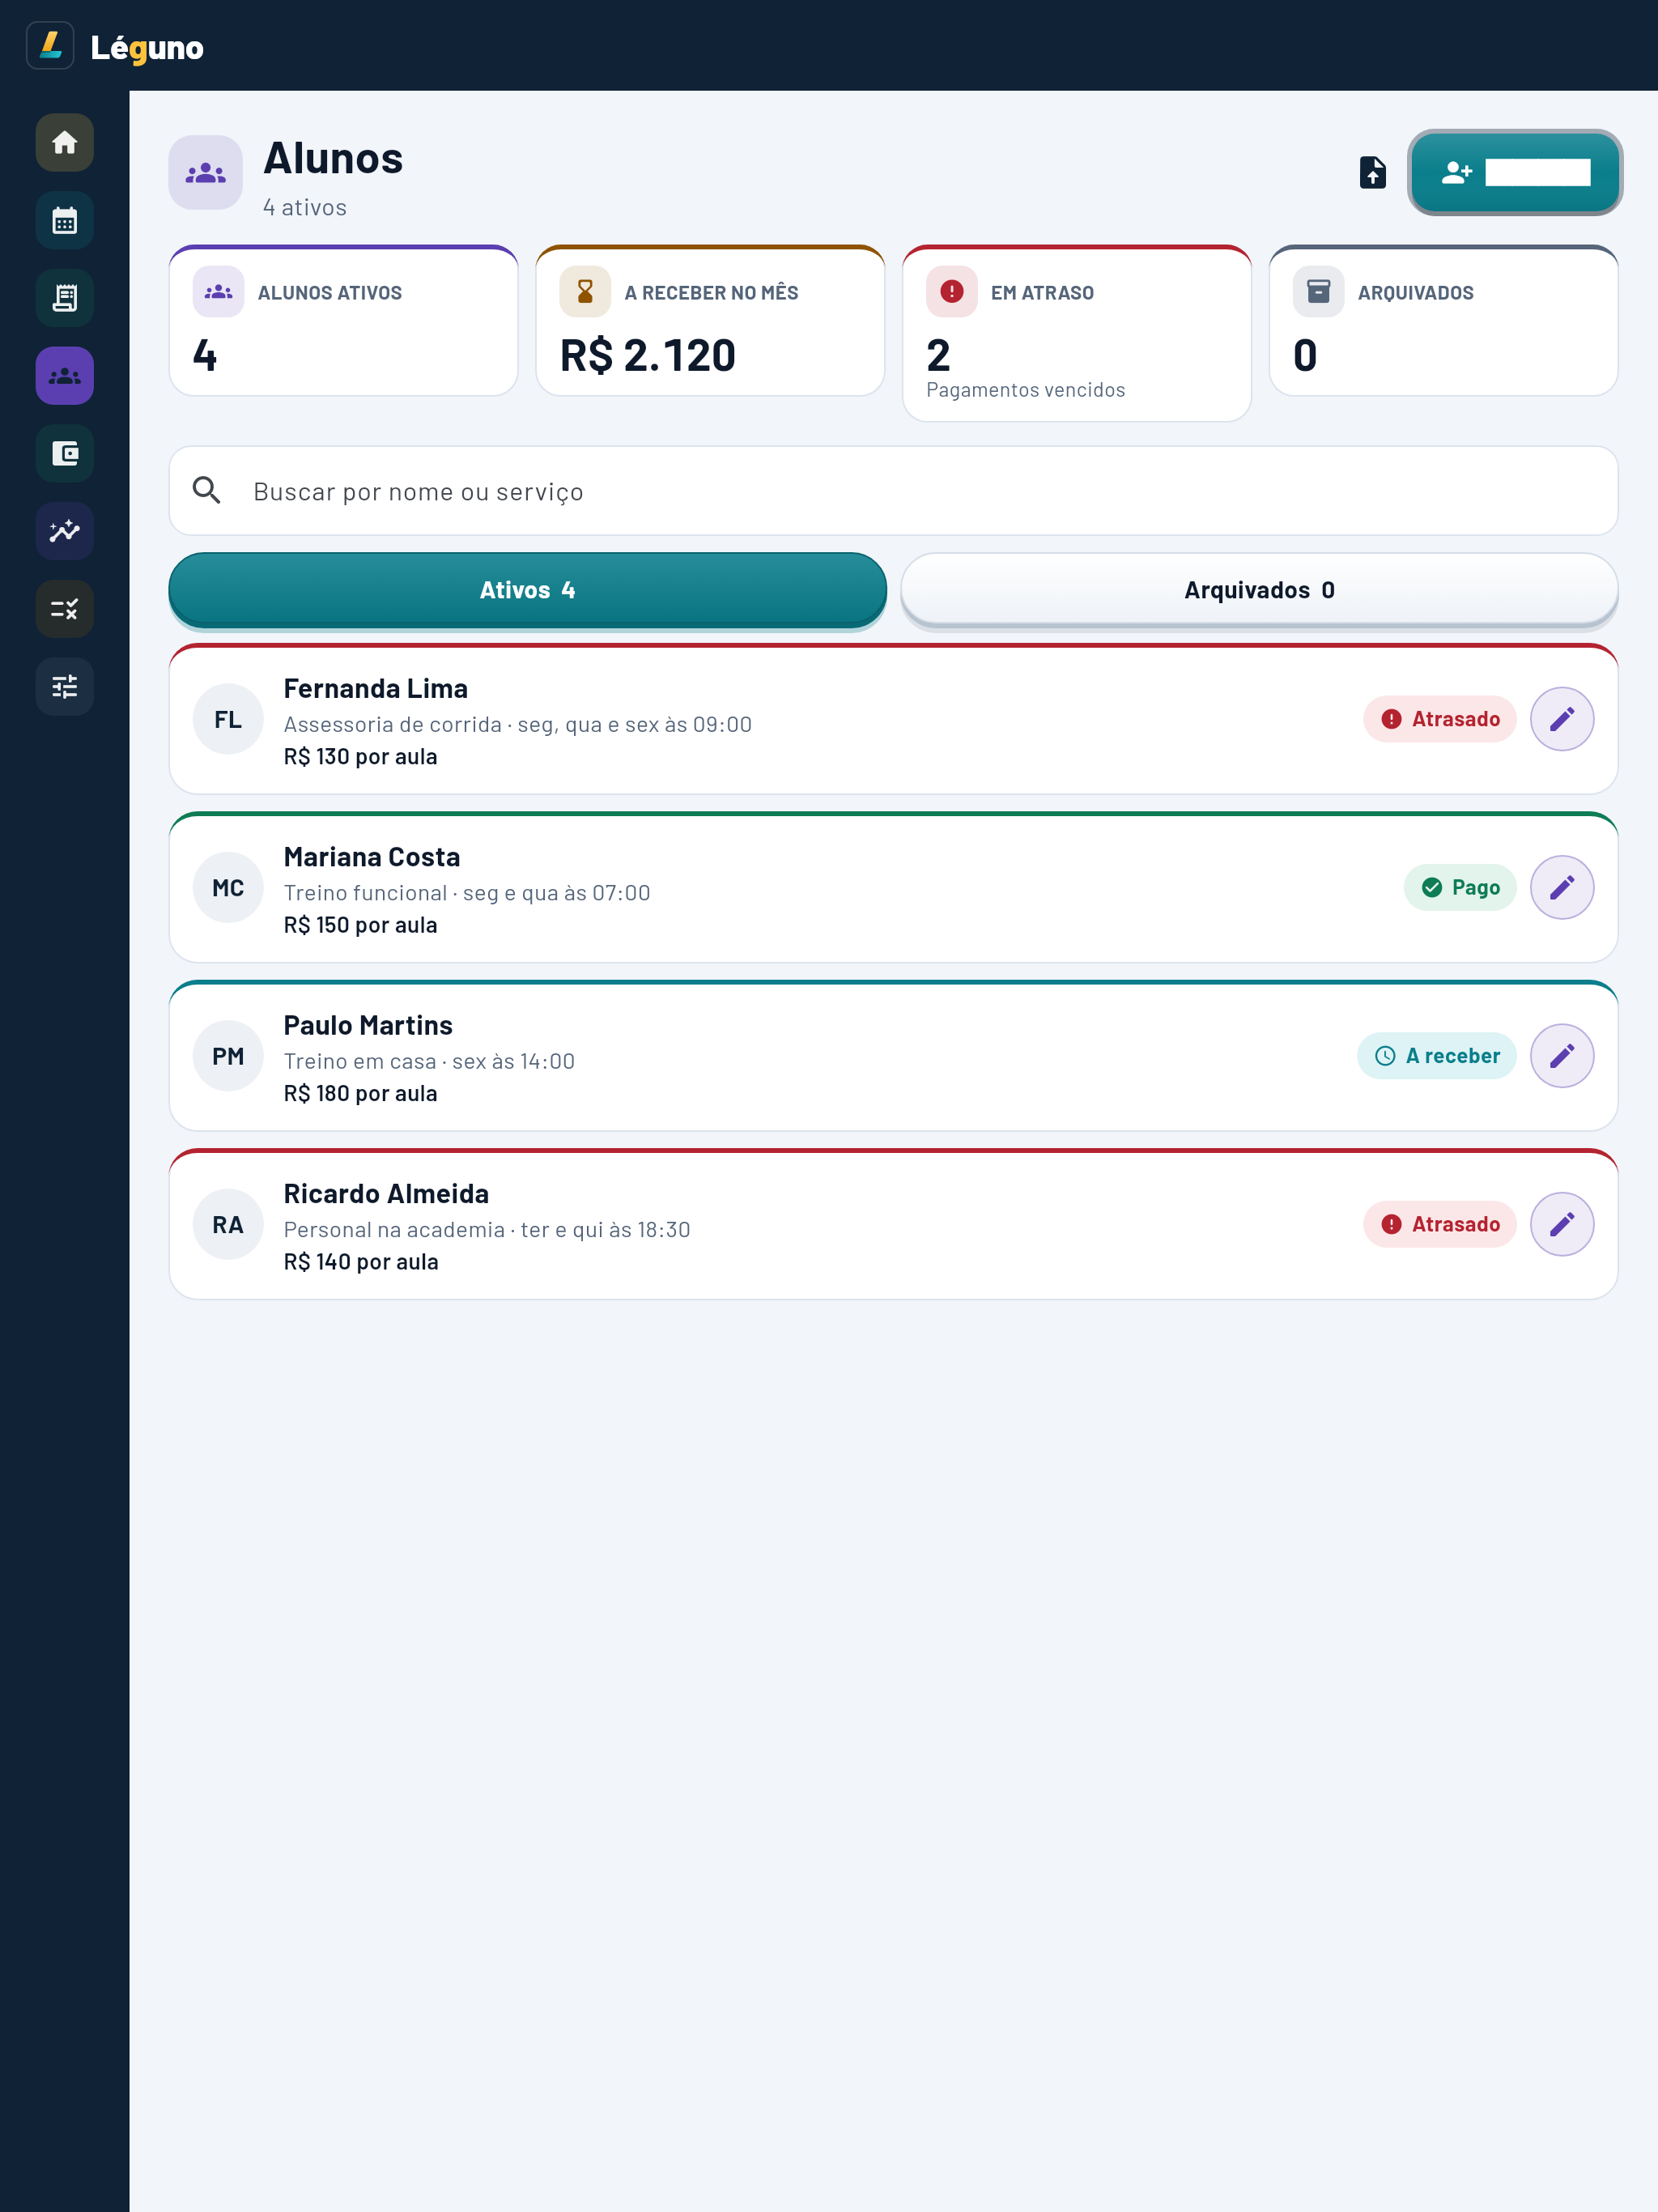 Léguno
Alunos
4 ativos
ALUNOS ATIVOS
4
A RECEBER NO MÊS
R$ 2.120
EM ATRASO
2
Pagamentos vencidos
ARQUIVADOS
0
Buscar por nome ou serviço
Ativos 4
Arquivados 0
FL
Fernanda Lima
Assessoria de corrida · seg, qua e sex às 09:00
R$ 130 por aula
Atrasado
MC
Mariana Costa
Treino funcional · seg e qua às 07:00
R$ 150 por aula
Pago
PM
Paulo Martins
Treino em casa · sex às 14:00
R$ 180 por aula
A receber
RA
Ricardo Almeida
Personal na academia · ter e qui às 18:30
R$ 140 por aula
Atrasado